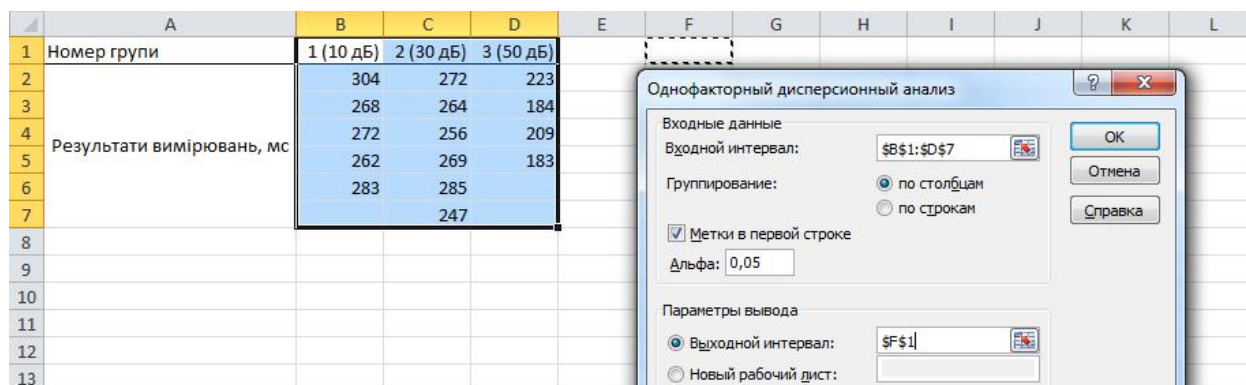 A B C D E F G H I J K L
1 Номер групи 1 (10 дБ) 2 (30 дБ) 3 (50 дБ)
2 304 272 223
3 268 264 184
4 272 256 209
Результати вимірювань, мс
5 262 269 183
6 283 285
7 247
8
9
10
11
12
13
Однофакторный дисперсионный анализ
Входные данные
Входной интервал: $B$1:$D$7
Группирование: по столбцам
по строкам
Метки в первой строке
Альфа: 0,05
OK
Отмена
Справка
Параметры вывода
Выходной интервал: $F$1
Новый рабочий лист: